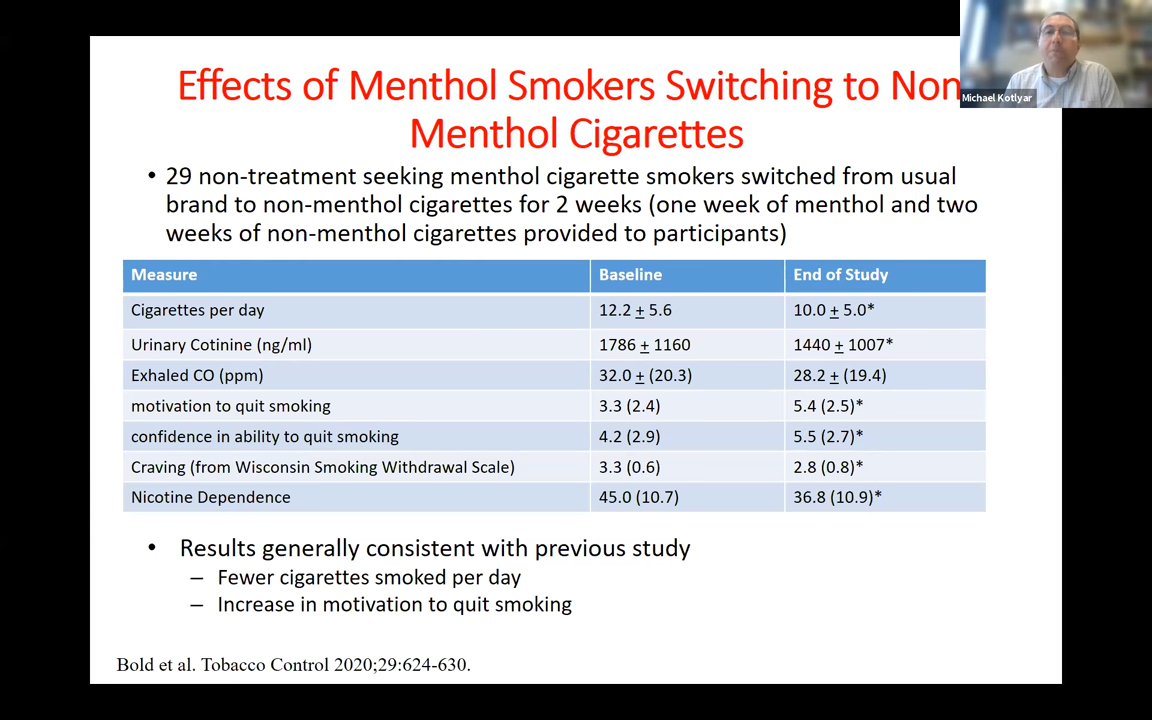 Effects of Menthol Smokers Switching to Non
Menthol Cigarettes
Michael Kotlyar
• 29 non-treatment seeking menthol cigarette smokers switched from usual
brand to non-menthol cigarettes for 2 weeks (one week of menthol and two
weeks of non-menthol cigarettes provided to participants)
Measure Baseline End of Study
Cigarettes per day 12.2 + 5.6 10.0 + 5.0*
Urinary Cotinine (ng/ml) 1786 + 1160 1440 + 1007*
Exhaled CO (ppm) 32.0 + (20.3) 28.2 + (19.4)
motivation to quit smoking 3.3 (2.4) 5.4 (2.5)*
confidence in ability to quit smoking 4.2 (2.9) 5.5 (2.7)*
Craving (from Wisconsin Smoking Withdrawal Scale) 3.3 (0.6) 2.8 (0.8)*
Nicotine Dependence 45.0 (10.7) 36.8 (10.9)*
• Results generally consistent with previous study
– Fewer cigarettes smoked per day
– Increase in motivation to quit smoking
Bold et al. Tobacco Control 2020;29:624-630.